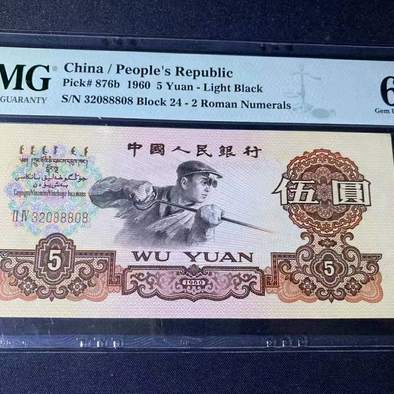 MG China / People's Republic
GUARANTY Pick# 876b 1960 5 Yuan - Light Black
S/N 32088808 Block 24 - 2 Roman Numerals
6
Gem U
中國人民銀行
II IV 32088808
伍圓
WU YUAN
5
1960
5